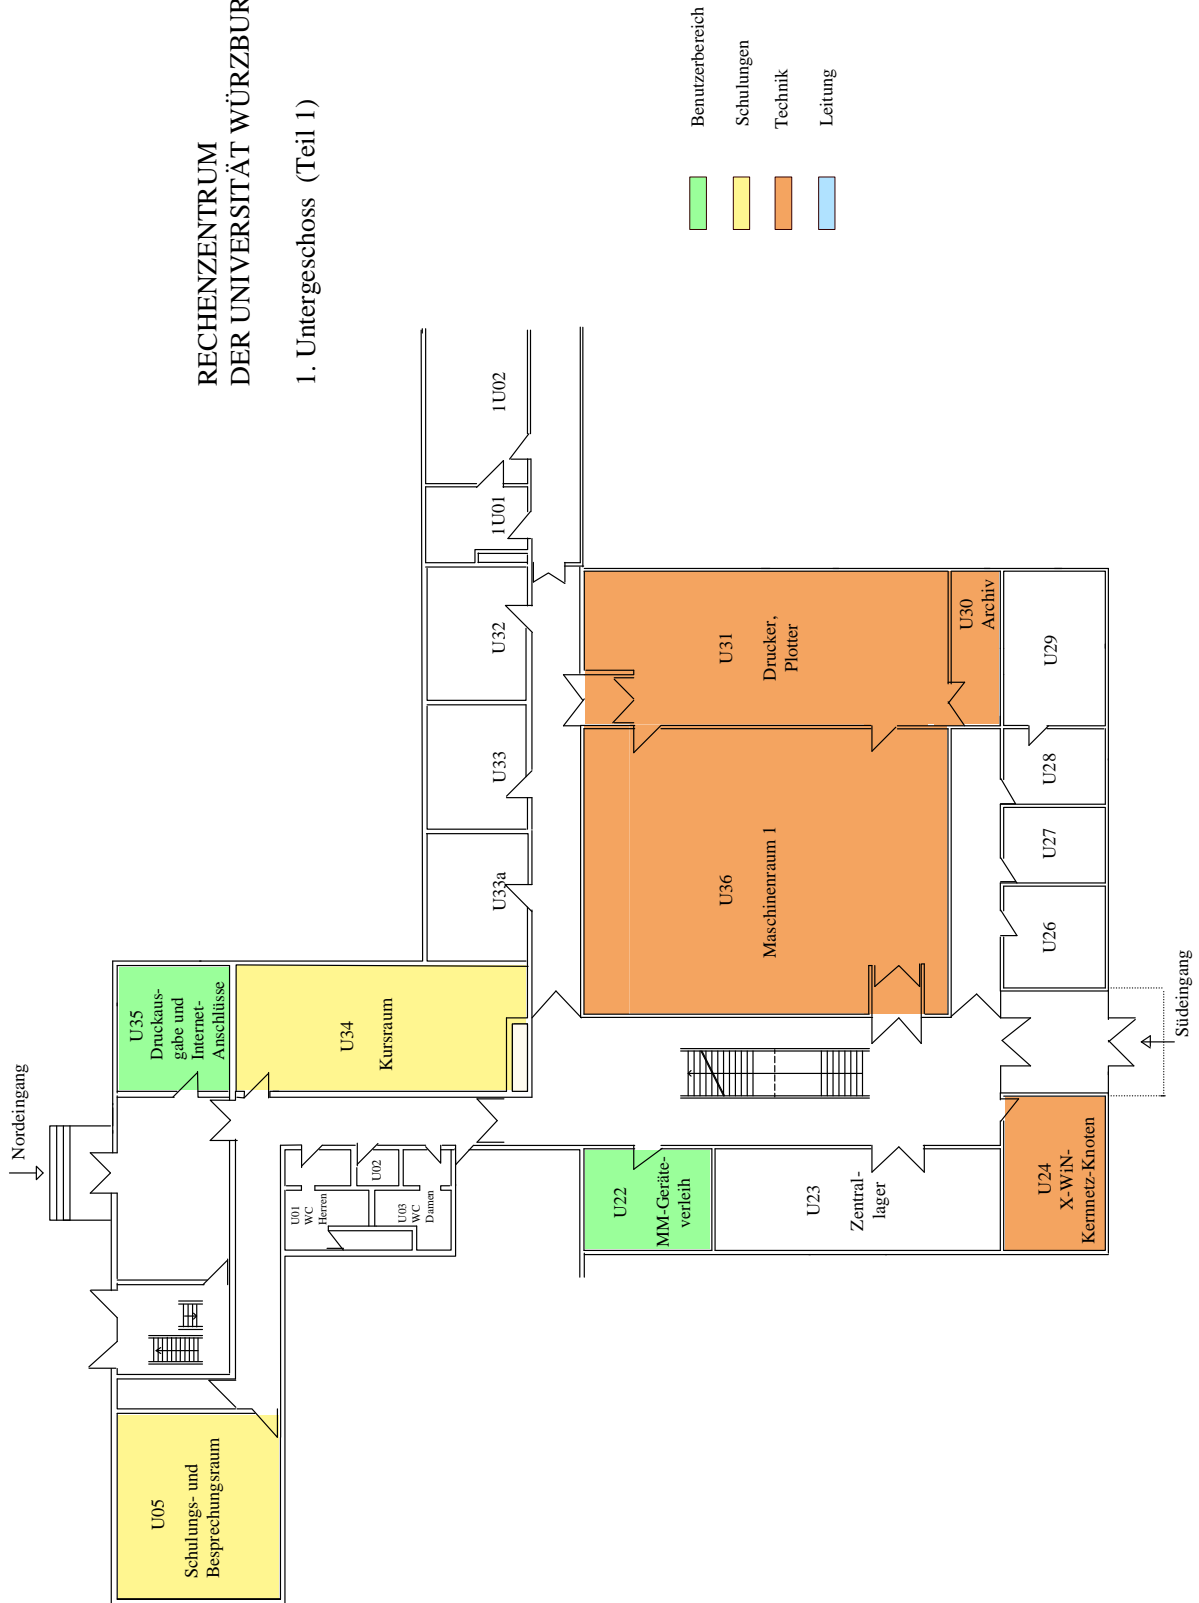 RECHENZENTRUM
DER UNIVERSITÄT WÜRZBUR
1. Untergeschoss (Teil 1)
Benutzerbereich
Schulungen
Technik
Leitung
Nordeingang
U35
Druckaus-
gabe und
Internet-
Anschlüsse
U34
Kursraum
U33a
U33
U32
1U01
1U02
U05
Schulungs- und
Besprechungsraum
U01
WC
Herren
U02
U03
WC
Damen
U22
MM-Geräte-
verleih
U23
Zentral-
lager
U24
X-WiN-
Kernnetz-Knoten
U36
Maschinenraum 1
U31
Drucker,
Plotter
U30
Archiv
U29
U28
U27
U26
Südeingang